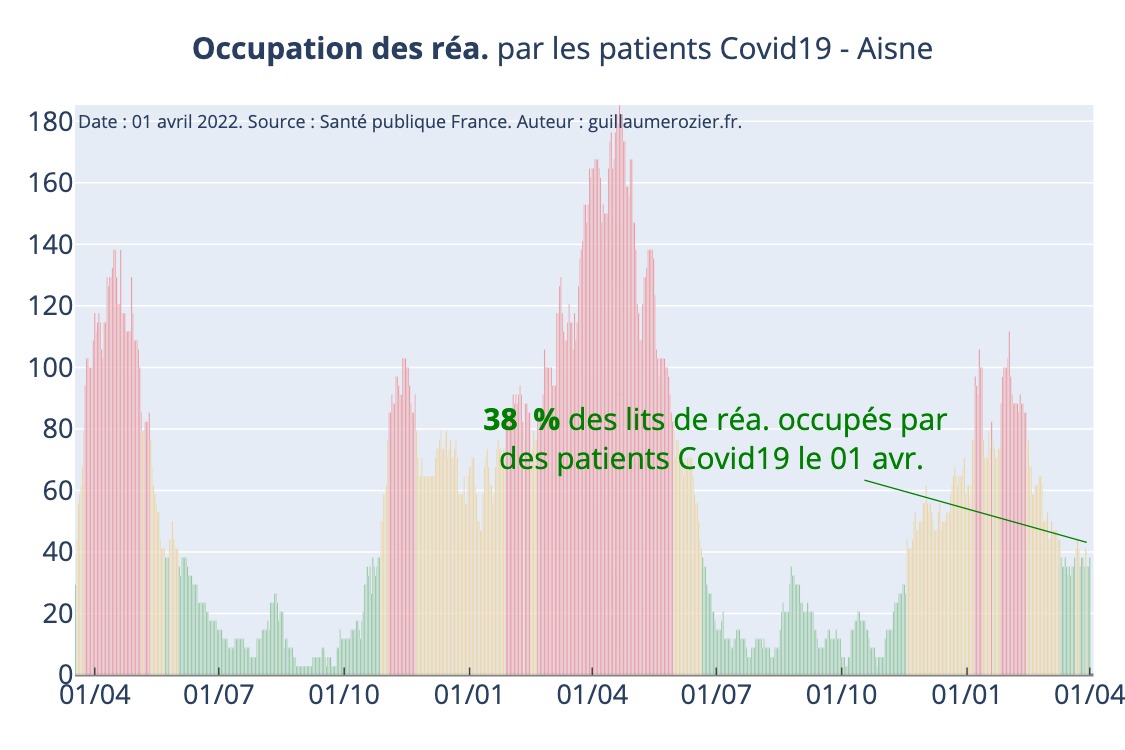 Occupation des réa. par les patients Covid19 - Aisne
180
Date : 01 avril 2022. Source : Santé publique France. Auteur : guillaumerozier.fr.
160
140
120
100
80
38 % des lits de réa. occupés par
des patients Covid19 le 01 avr.
60
40
20
0
01/04 01/07 01/10 01/01 01/04 01/07 01/10 01/01 01/04